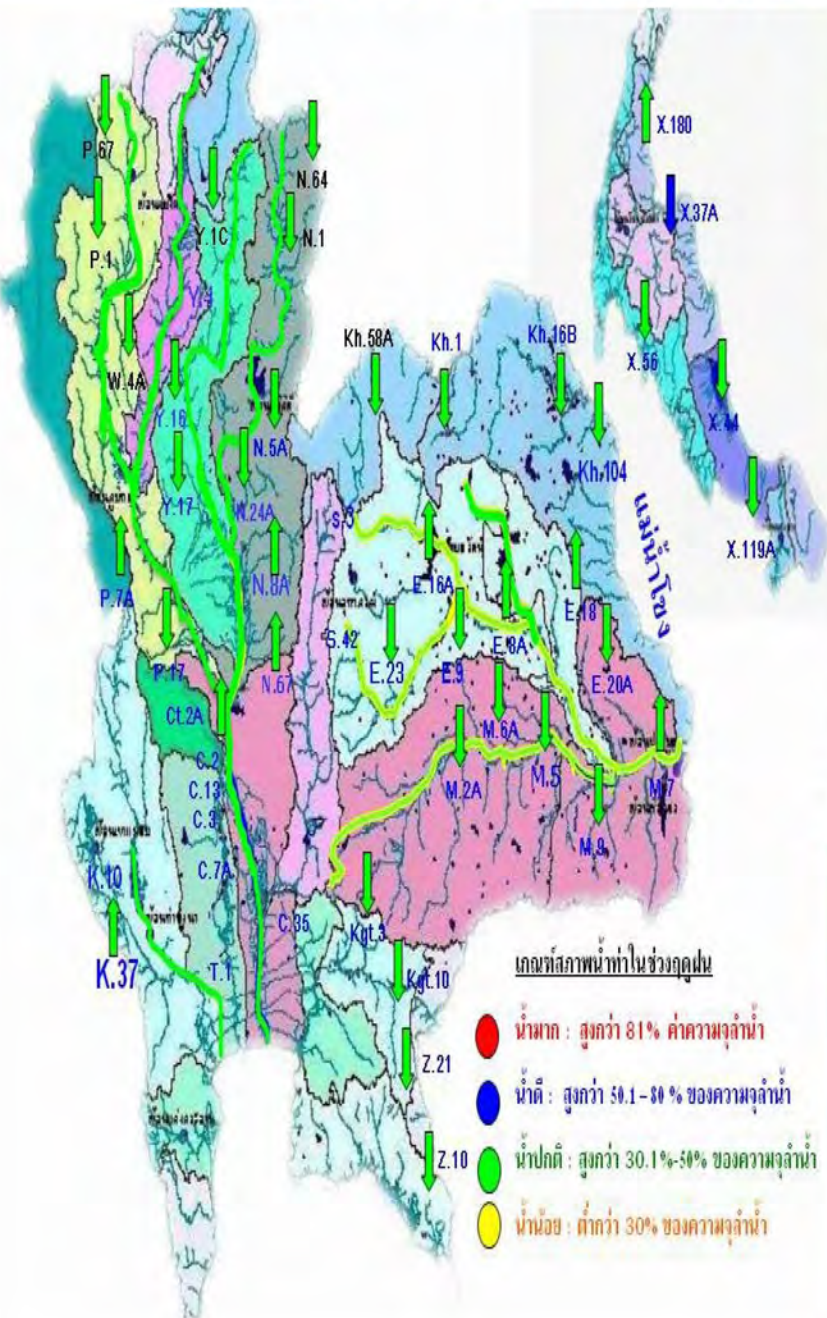 P.67
N.64
X.180
X.37A
Y.1C
N.1
P.1
Kh.58A
Kh.1
Kh.16B
X.56
W.4A
Y.16
X.44
N.5A
Kh.104
Y.17
N.24A
แม่น้ำโขง
X.119A
P.7A
N.8A
E.16A
E.18
S.42
E.8A
P.17
N.67
E.23
E.9
E.20A
Ct.2A
M.6A
C.2
M.2A
M.5
M.7
C.13
C.3
M.9
C.7A
K.10
C.35
Kgt.3
K.37
T.1
Kgt.10
Z.21
Z.10
เกณฑ์สภาพน้ำท่าในช่วงฤดูฝน
น้ำมาก : สูงกว่า 81% ค่าความจุลำน้ำ
น้ำดี : สูงกว่า 50.1 - 80 % ของความจุลำน้ำ
น้ำปกติ : สูงกว่า 30.1%-50% ของความจุลำน้ำ
น้ำน้อย : ต่ำกว่า 30% ของความจุลำน้ำ